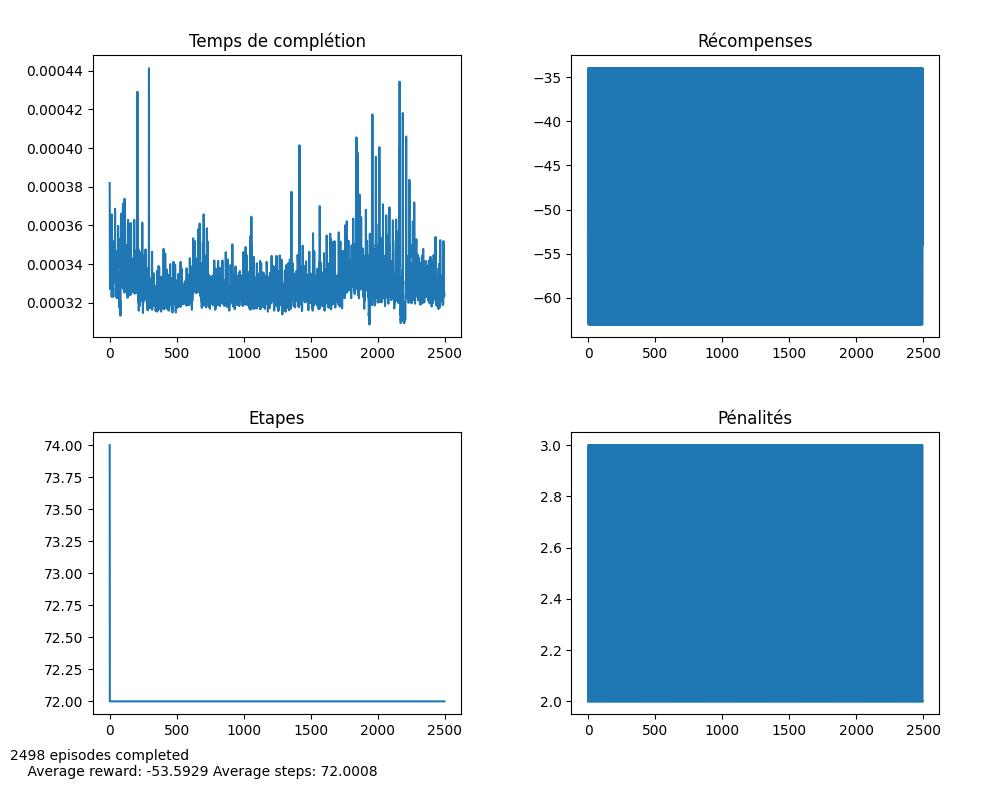 Temps de complétion
Récompenses
0.00044
0.00042
0.00040
0.00038
0.00036
0.00034
0.00032
0 500 1000 1500 2000 2500
−35
−40
−45
−50
−55
−60
0 500 1000 1500 2000 2500
Etapes
Pénalités
74.00
73.75
73.50
73.25
73.00
72.75
72.50
72.25
72.00
0 500 1000 1500 2000 2500
3.0
2.8
2.6
2.4
2.2
2.0
0 500 1000 1500 2000 2500
2498 episodes completed
Average reward: -53.5929 Average steps: 72.0008